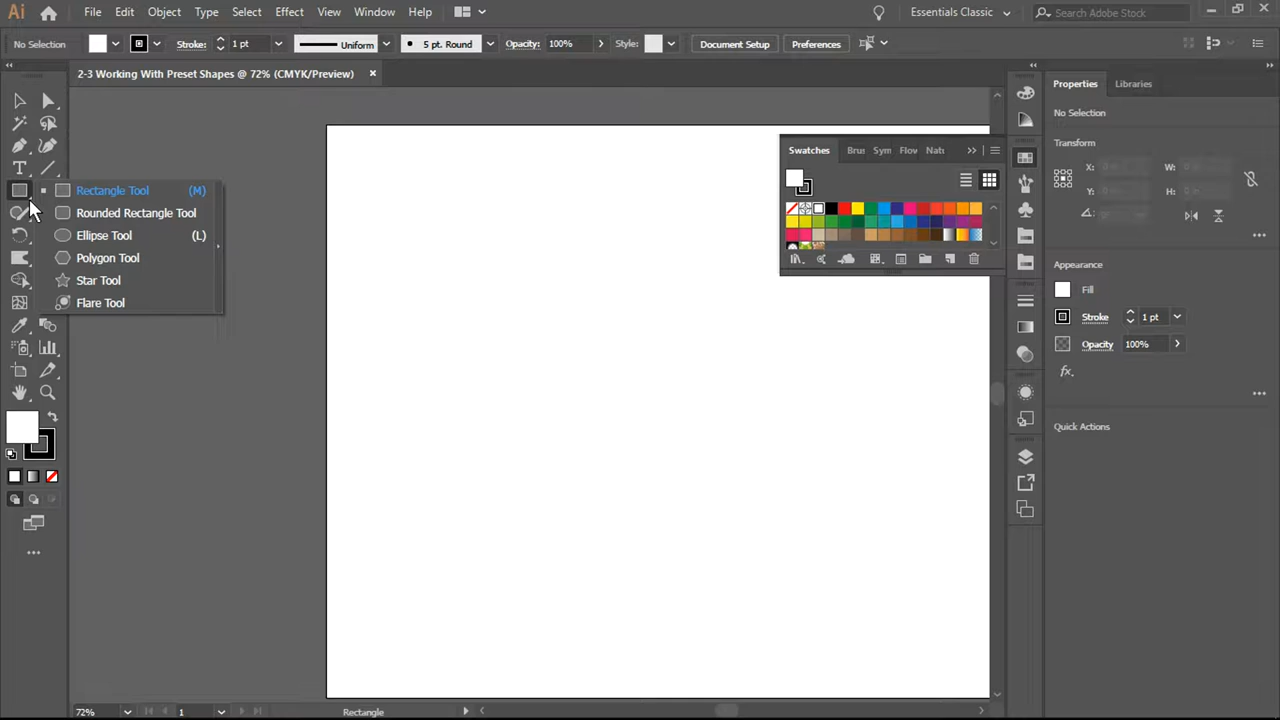 Ai File Edit Object Type Select Effect View Window Help Essentials Classic Search Adobe Stock
No Selection Stroke: 1 pt Uniform 5 pt. Round Opacity: 100% Style: Document Setup Preferences
2-3 Working With Preset Shapes @ 72% (CMYK/Preview)
Rectangle Tool (M)
Rounded Rectangle Tool
Ellipse Tool (L)
Polygon Tool
Star Tool
Flare Tool
Swatches Bru Sym Flov Nat
Properties Libraries
No Selection
Transform
X: W:
Y: H:
Appearance
Fill
Stroke 1 pt
Opacity 100%
fx.
Quick Actions
72% 1 Rectangle